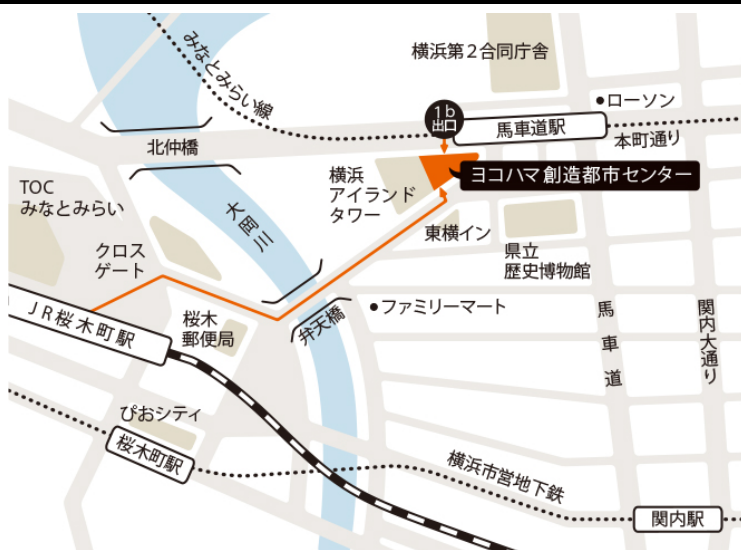 みなとみらい線
横浜第2合同庁舎
●ローソン
1b
出口
馬車道駅
本町通り
北仲橋
横浜
アイランド
タワー
ヨコハマ創造都市センター
TOC
みなとみらい
大岡川
東横イン
県立
歴史博物館
クロス
ゲート
JR桜木町駅
桜木
郵便局
弁天橋
●ファミリーマート
馬車道
関内大通り
ぴおシティ
桜木町駅
横浜市営地下鉄
関内駅